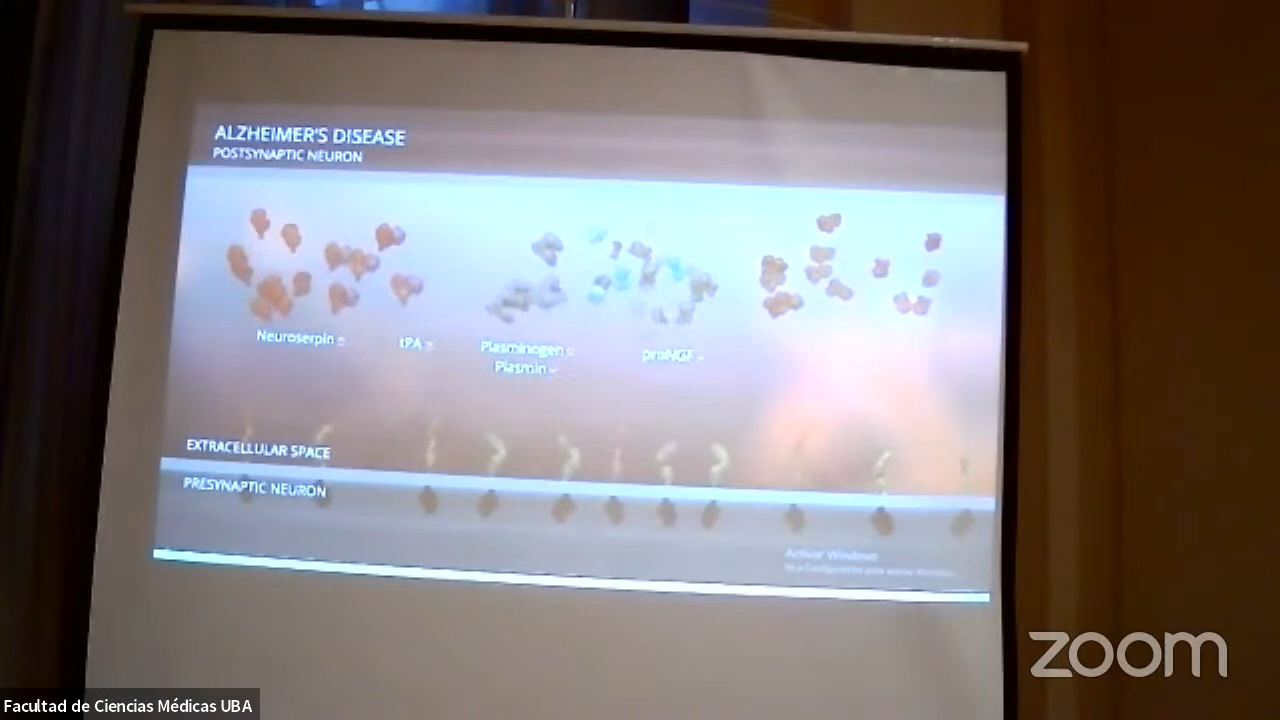 ALZHEIMER'S DISEASE
POSTSYNAPTIC NEURON
Neuroserpin
tPA
Plasminogen
Plasmin
proNGF
EXTRACELLULAR SPACE
PRESYNAPTIC NEURON
Activar Windows
zoom
Facultad de Ciencias Médicas UBA